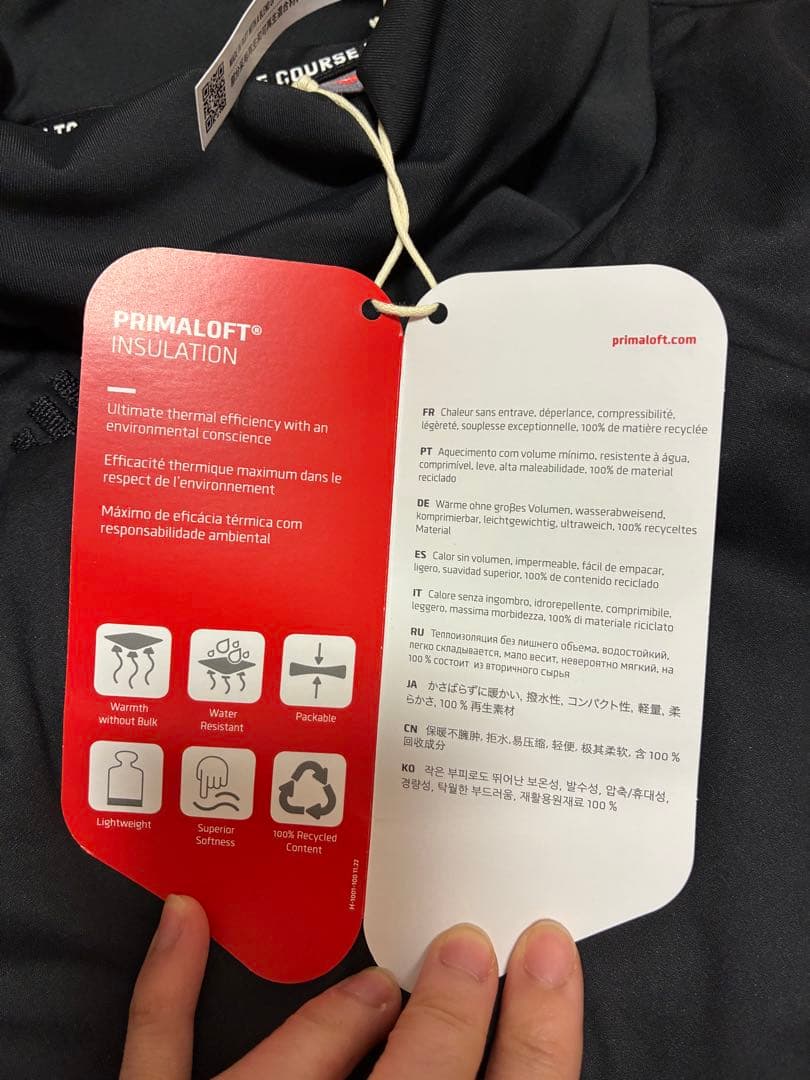 COURSE
PRIMALOFT®
INSULATION
Ultimate thermal efficiency with an
environmental conscience
Efficacité thermique maximum dans le
respect de l'environnement
Máximo de eficácia térmica com
responsabilidade ambiental
Warmth
without Bulk
Water
Resistant
Packable
Lightweight
Superior
Softness
100% Recycled
Content
H-1001-100 11.22
primaloft.com
FR Chaleur sans entrave, déperlance, compressibilité,
légèreté, souplesse exceptionnelle, 100% de matière recyclée
PT Aquecimento com volume mínimo, resistente à água,
comprimível, leve, alta maleabilidade, 100% de material
reciclado
DE Wärme ohne großes Volumen, wasserabweisend,
komprimierbar, leichtgewichtig, ultraweich, 100% recyceltes
Material
ES Calor sin volumen, impermeable, fácil de empacar,
ligero, suavidad superior, 100% de contenido reciclado
IT Calore senza ingombro, idrorepellente, comprimibile,
leggero, massima morbidezza, 100% di materiale riciclato
RU Теплоизоляция без лишнего объема, водостойкий,
легко складывается, мало весит, невероятно мягкий, на
100 % состоит из вторичного сырья
JA かさばらずに暖かい, 撥水性, コンパクト性, 軽量, 柔
らかさ, 100 % 再生素材
CN 保暖不臃肿, 拒水,易压缩, 轻便, 极其柔软, 含 100 %
回收成分
KO 작은 부피로도 뛰어난 보온성, 발수성, 압축/휴대성,
경량성, 탁월한 부드러움, 재활용원재료 100 %